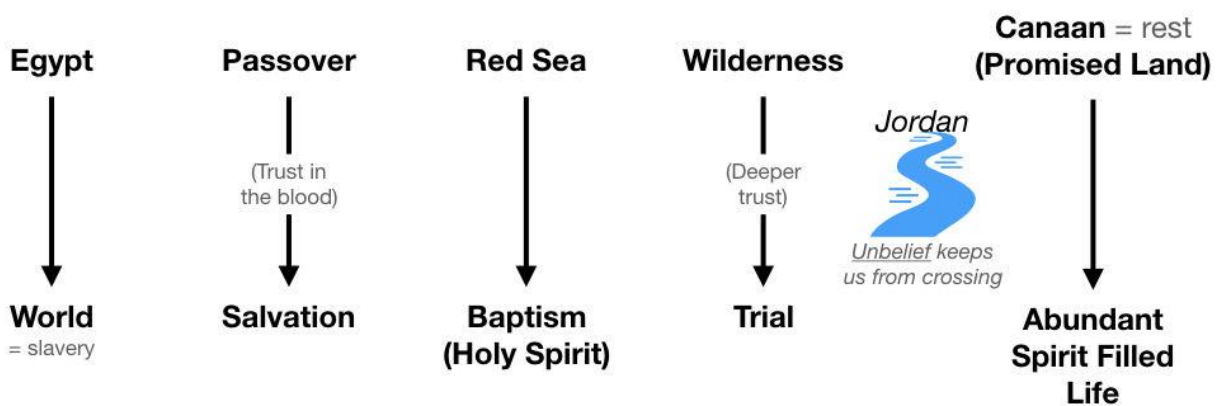 Egypt
World
= slavery
Passover
(Trust in
the blood)
Salvation
Red Sea
Baptism
(Holy Spirit)
Wilderness
(Deeper
trust)
Trial
Jordan
Unbelief keeps
us from crossing
Canaan = rest
(Promised Land)
Abundant
Spirit Filled
Life